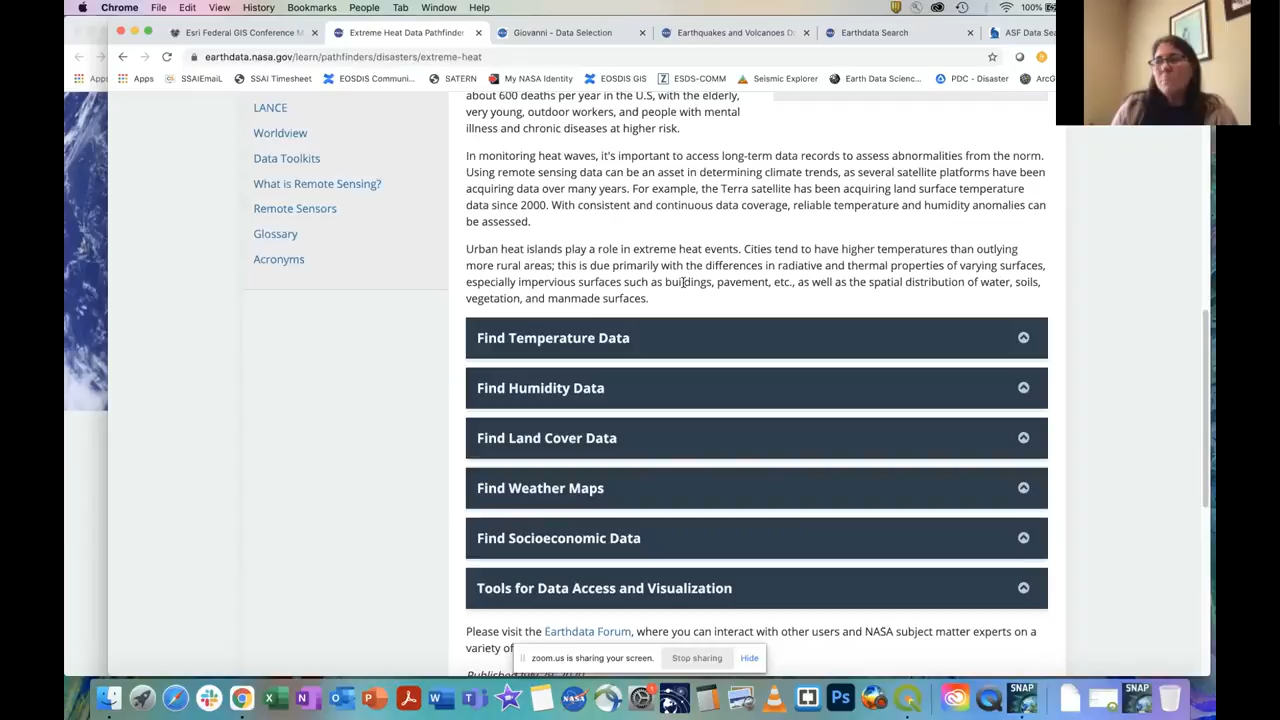 Chrome File Edit View History Bookmarks People Tab Window Help 100%
Esri Federal GIS Conference M
Extreme Heat Data Pathfinder
Giovanni - Data Selection
Earthquakes and Volcanoes D
Earthdata Search
ASF Data Sea
earthdata.nasa.gov/learn/pathfinders/disasters/extreme-heat
Apps SSAIEmail SSAI Timesheet EOSDIS Communi... SATERN My NASA Identity EOSDIS GIS ESDS-COMM Seismic Explorer Earth Data Scienc... PDC - Disaster ArcG
LANCE
Worldview
Data Toolkits
What is Remote Sensing?
Remote Sensors
Glossary
Acronyms
about 600 deaths per year in the U.S, with the elderly,
very young, outdoor workers, and people with mental
illness and chronic diseases at higher risk.
In monitoring heat waves, it's important to access long-term data records to assess abnormalities from the norm.
Using remote sensing data can be an asset in determining climate trends, as several satellite platforms have been
acquiring data over many years. For example, the Terra satellite has been acquiring land surface temperature
data since 2000. With consistent and continuous data coverage, reliable temperature and humidity anomalies can
be assessed.
Urban heat islands play a role in extreme heat events. Cities tend to have higher temperatures than outlying
more rural areas; this is due primarily with the differences in radiative and thermal properties of varying surfaces,
especially impervious surfaces such as buildings, pavement, etc., as well as the spatial distribution of water, soils,
vegetation, and manmade surfaces.
Find Temperature Data
Find Humidity Data
Find Land Cover Data
Find Weather Maps
Find Socioeconomic Data
Tools for Data Access and Visualization
Please visit the Earthdata Forum, where you can interact with other users and NASA subject matter experts on a
variety of
zoom.us is sharing your screen. Stop sharing Hide
Published
SNAP SNAP